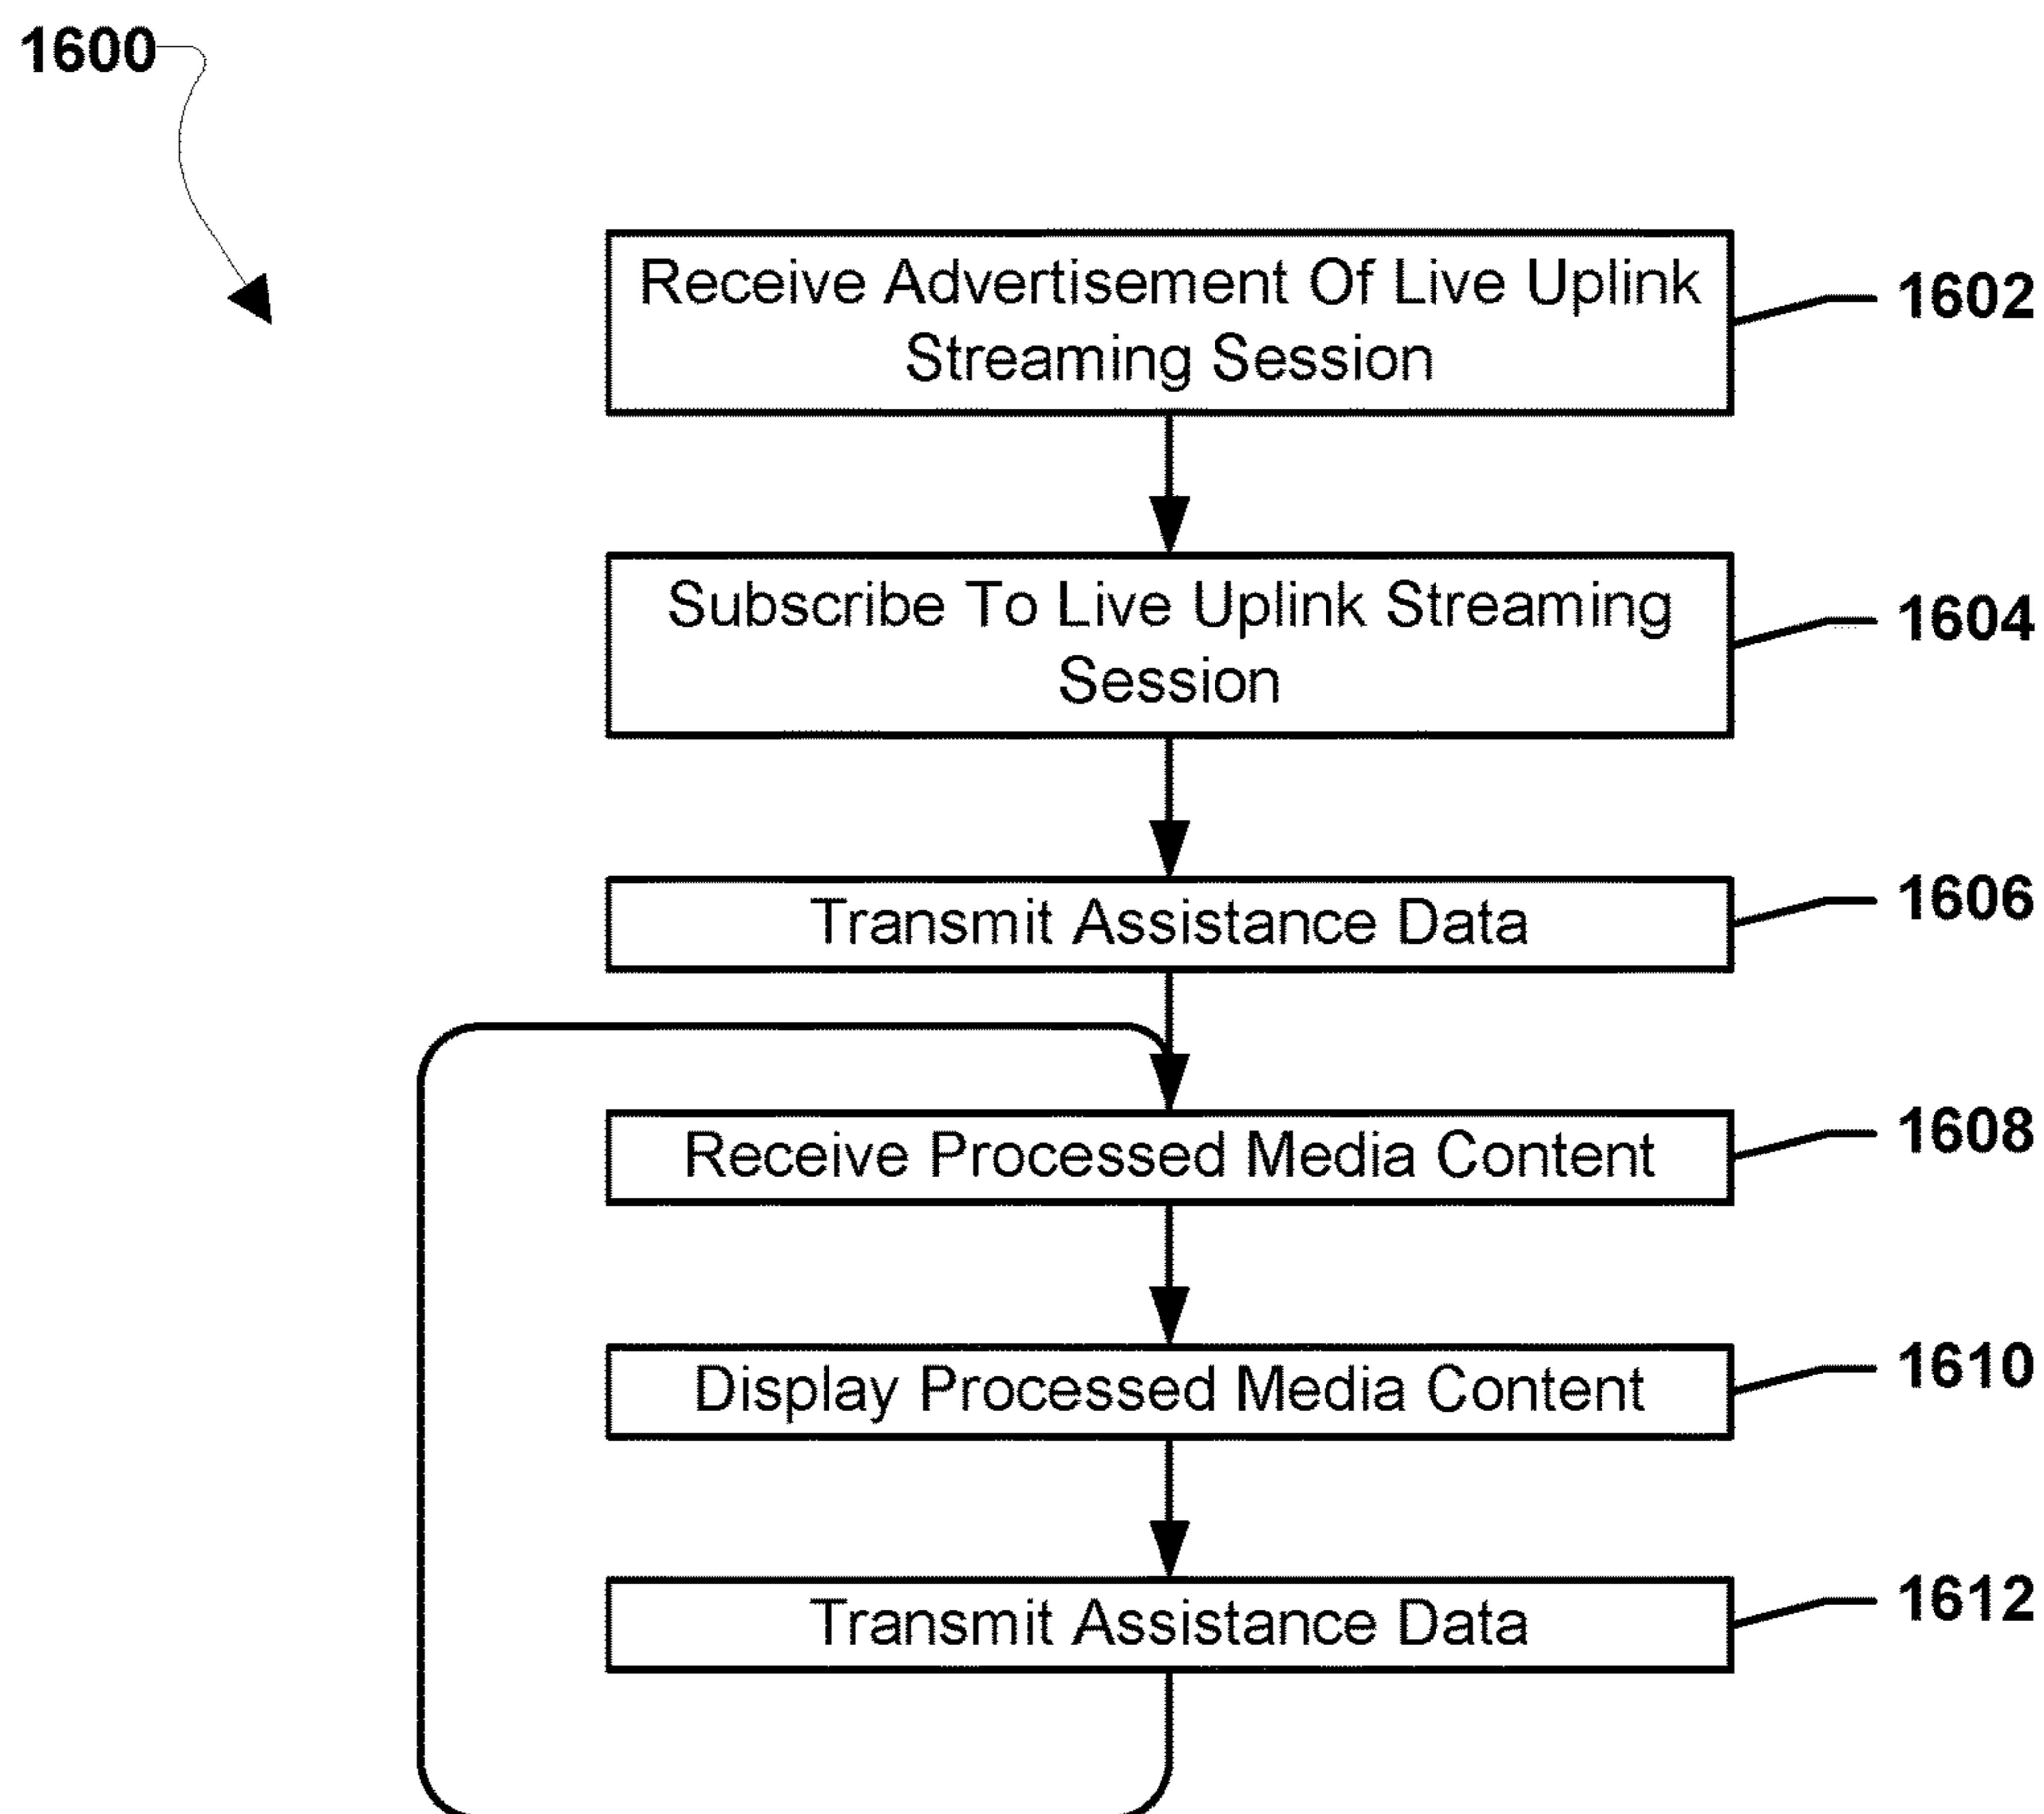 1600
Receive Advertisement Of Live Uplink
Streaming Session
1602
Subscribe To Live Uplink Streaming
Session
1604
Transmit Assistance Data
1606
Receive Processed Media Content
1608
Display Processed Media Content
1610
Transmit Assistance Data
1612